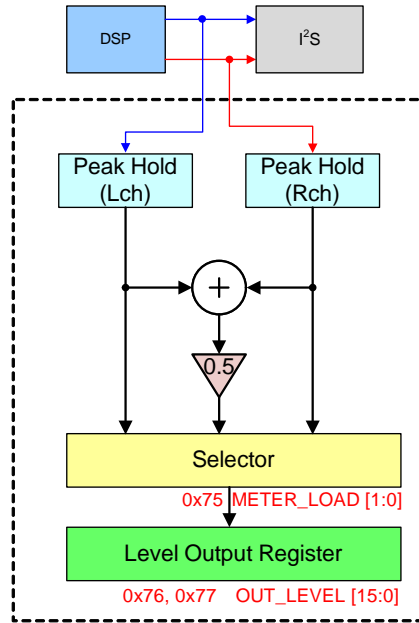 DSP
I²S
Peak Hold
(Lch)
Peak Hold
(Rch)
+
0.5
Selector
0x75 METER_LOAD [1:0]
Level Output Register
0x76, 0x77 OUT_LEVEL [15:0]